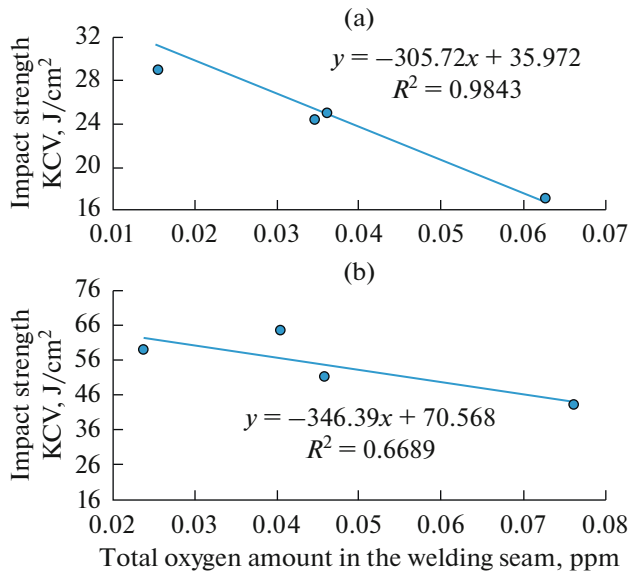 (a)
Impact strength
KCV, J/cm²
32
28
24
20
16
y = −305.72x + 35.972
R² = 0.9843
0.01 0.02 0.03 0.04 0.05 0.06 0.07
(b)
Impact strength
KCV, J/cm²
76
66
56
46
36
26
16
y = −346.39x + 70.568
R² = 0.6689
0.02 0.03 0.04 0.05 0.06 0.07 0.08
Total oxygen amount in the welding seam, ppm